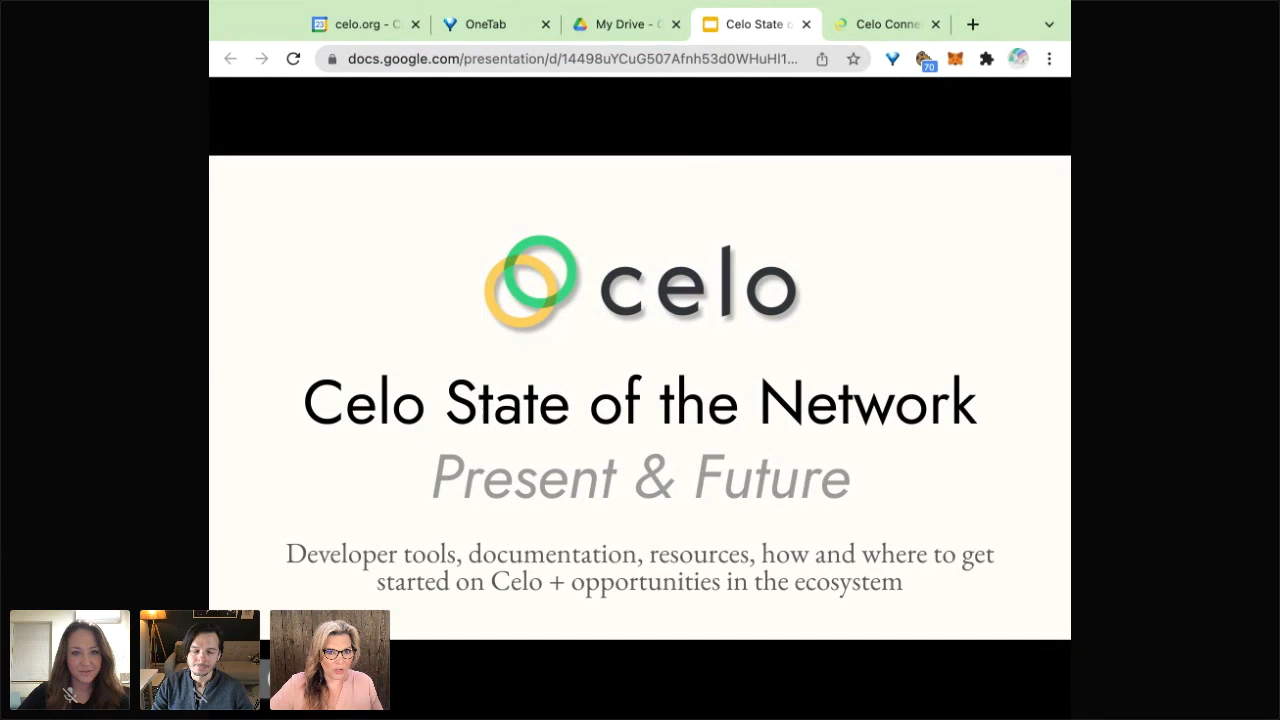 celo.org - C
OneTab
My Drive - C
Celo State o
Celo Conne
docs.google.com/presentation/d/14498uYCuG507Afnh53d0WHuHl1...
70
23
celo
Celo State of the Network
Present & Future
Developer tools, documentation, resources, how and where to get
started on Celo + opportunities in the ecosystem